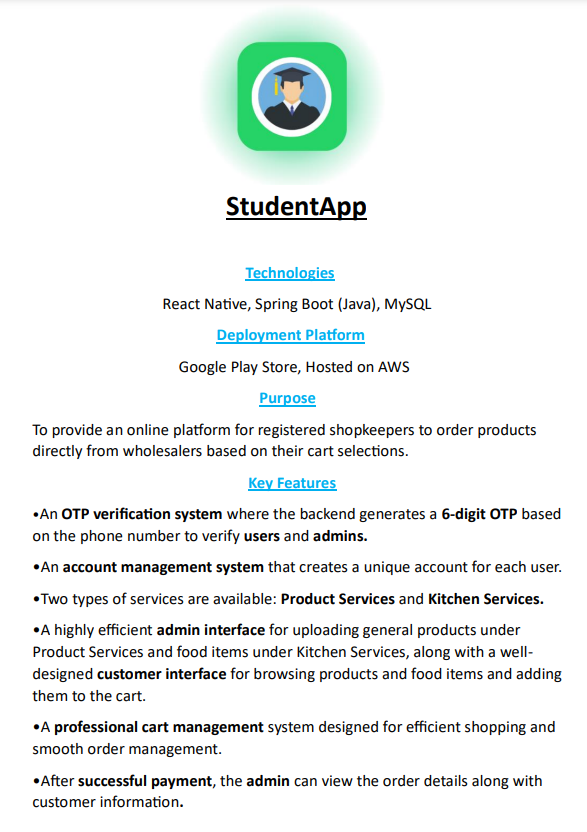 StudentApp
Technologies
React Native, Spring Boot (Java), MySQL
Deployment Platform
Google Play Store, Hosted on AWS
Purpose
To provide an online platform for registered shopkeepers to order products
directly from wholesalers based on their cart selections.
Key Features
•An OTP verification system where the backend generates a 6-digit OTP based
on the phone number to verify users and admins.
•An account management system that creates a unique account for each user.
•Two types of services are available: Product Services and Kitchen Services.
•A highly efficient admin interface for uploading general products under
Product Services and food items under Kitchen Services, along with a well-
designed customer interface for browsing products and food items and adding
them to the cart.
•A professional cart management system designed for efficient shopping and
smooth order management.
•After successful payment, the admin can view the order details along with
customer information.